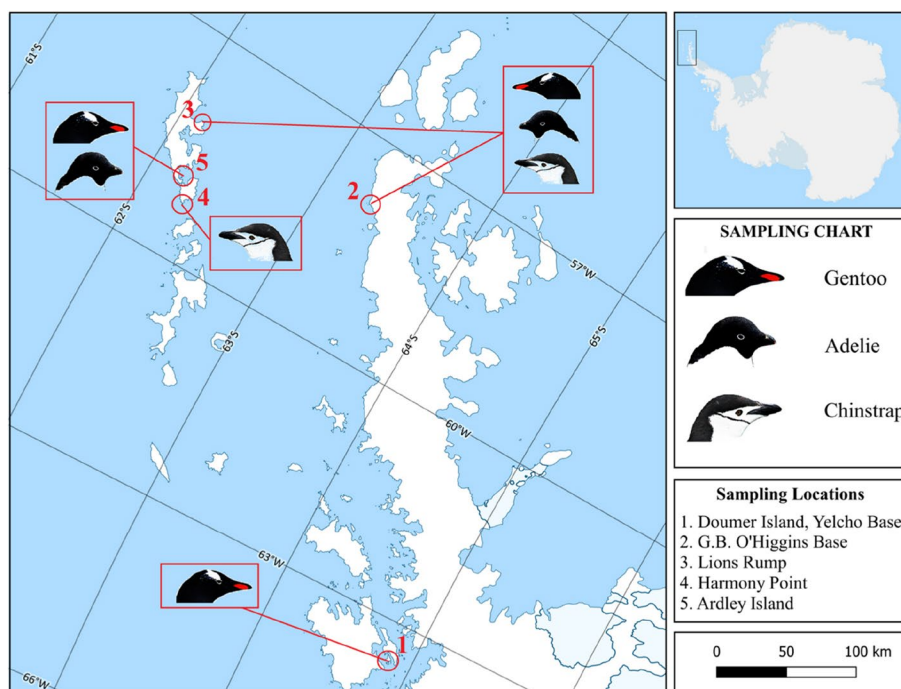 61°S
3
5
4
2
62°S
57°W
63°S
64°S
65°S
60°W
63°W
1
66°W
SAMPLING CHART
Gentoo
Adelie
Chinstrap
Sampling Locations
1. Doumer Island, Yelcho Base
2. G.B. O'Higgins Base
3. Lions Rump
4. Harmony Point
5. Ardley Island
0 50 100 km